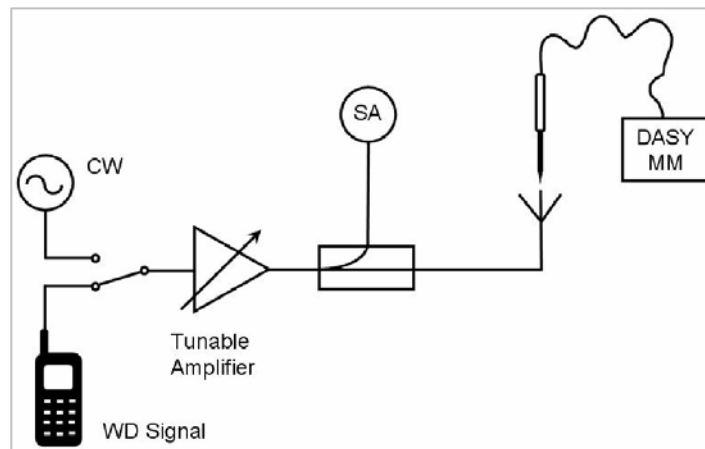 SA
DASY
MM
CW
Tunable
Amplifier
WD Signal